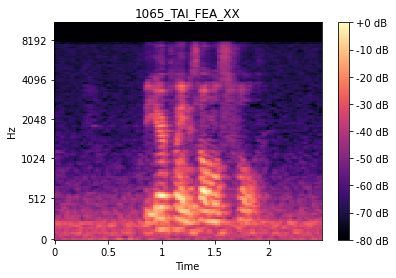 1065_TAI_FEA_XX
+0 dB
8192
-10 dB
4096
-20 dB
-30 dB
2048
Hz
-40 dB
1024
-50 dB
512
-60 dB
-70 dB
0
-80 dB
0 0.5 1 1.5 2
Time